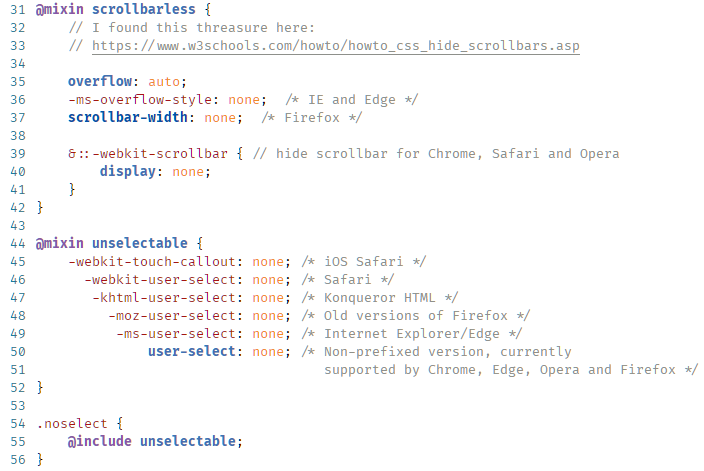 31 @mixin scrollbarless {
32     // I found this threasure here:
33     // https://www.w3schools.com/howto/howto_css_hide_scrollbars.asp
34
35     overflow: auto;
36     -ms-overflow-style: none;  /* IE and Edge */
37     scrollbar-width: none;  /* Firefox */
38
39     &::-webkit-scrollbar { // hide scrollbar for Chrome, Safari and Opera
40         display: none;
41     }
42 }
43
44 @mixin unselectable {
45     -webkit-touch-callout: none; /* iOS Safari */
46       -webkit-user-select: none; /* Safari */
47        -khtml-user-select: none; /* Konqueror HTML */
48          -moz-user-select: none; /* Old versions of Firefox */
49           -ms-user-select: none; /* Internet Explorer/Edge */
50               user-select: none; /* Non-prefixed version, currently
51                                     supported by Chrome, Edge, Opera and Firefox */
52 }
53
54 .noselect {
55     @include unselectable;
56 }